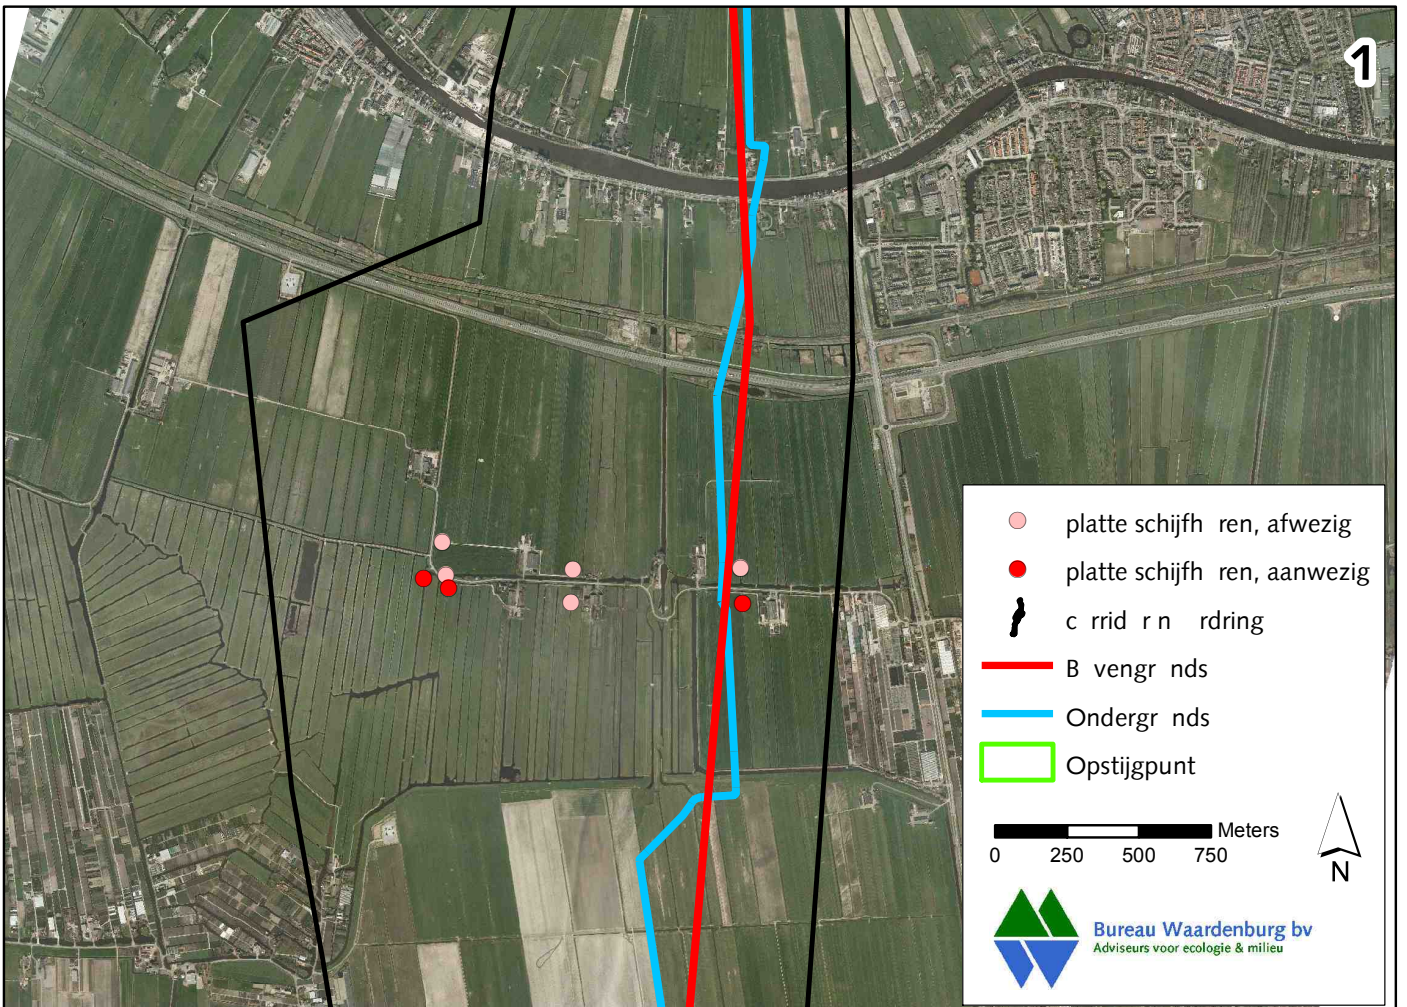 1
platte schijfh ren, afwezig
platte schijfh ren, aanwezig
c rrid r n rdring
B vengr nds
Ondergr nds
Opstijgpunt
Meters
0 250 500 750
N
Bureau Waardenburg bv
Adviseurs voor ecologie & milieu